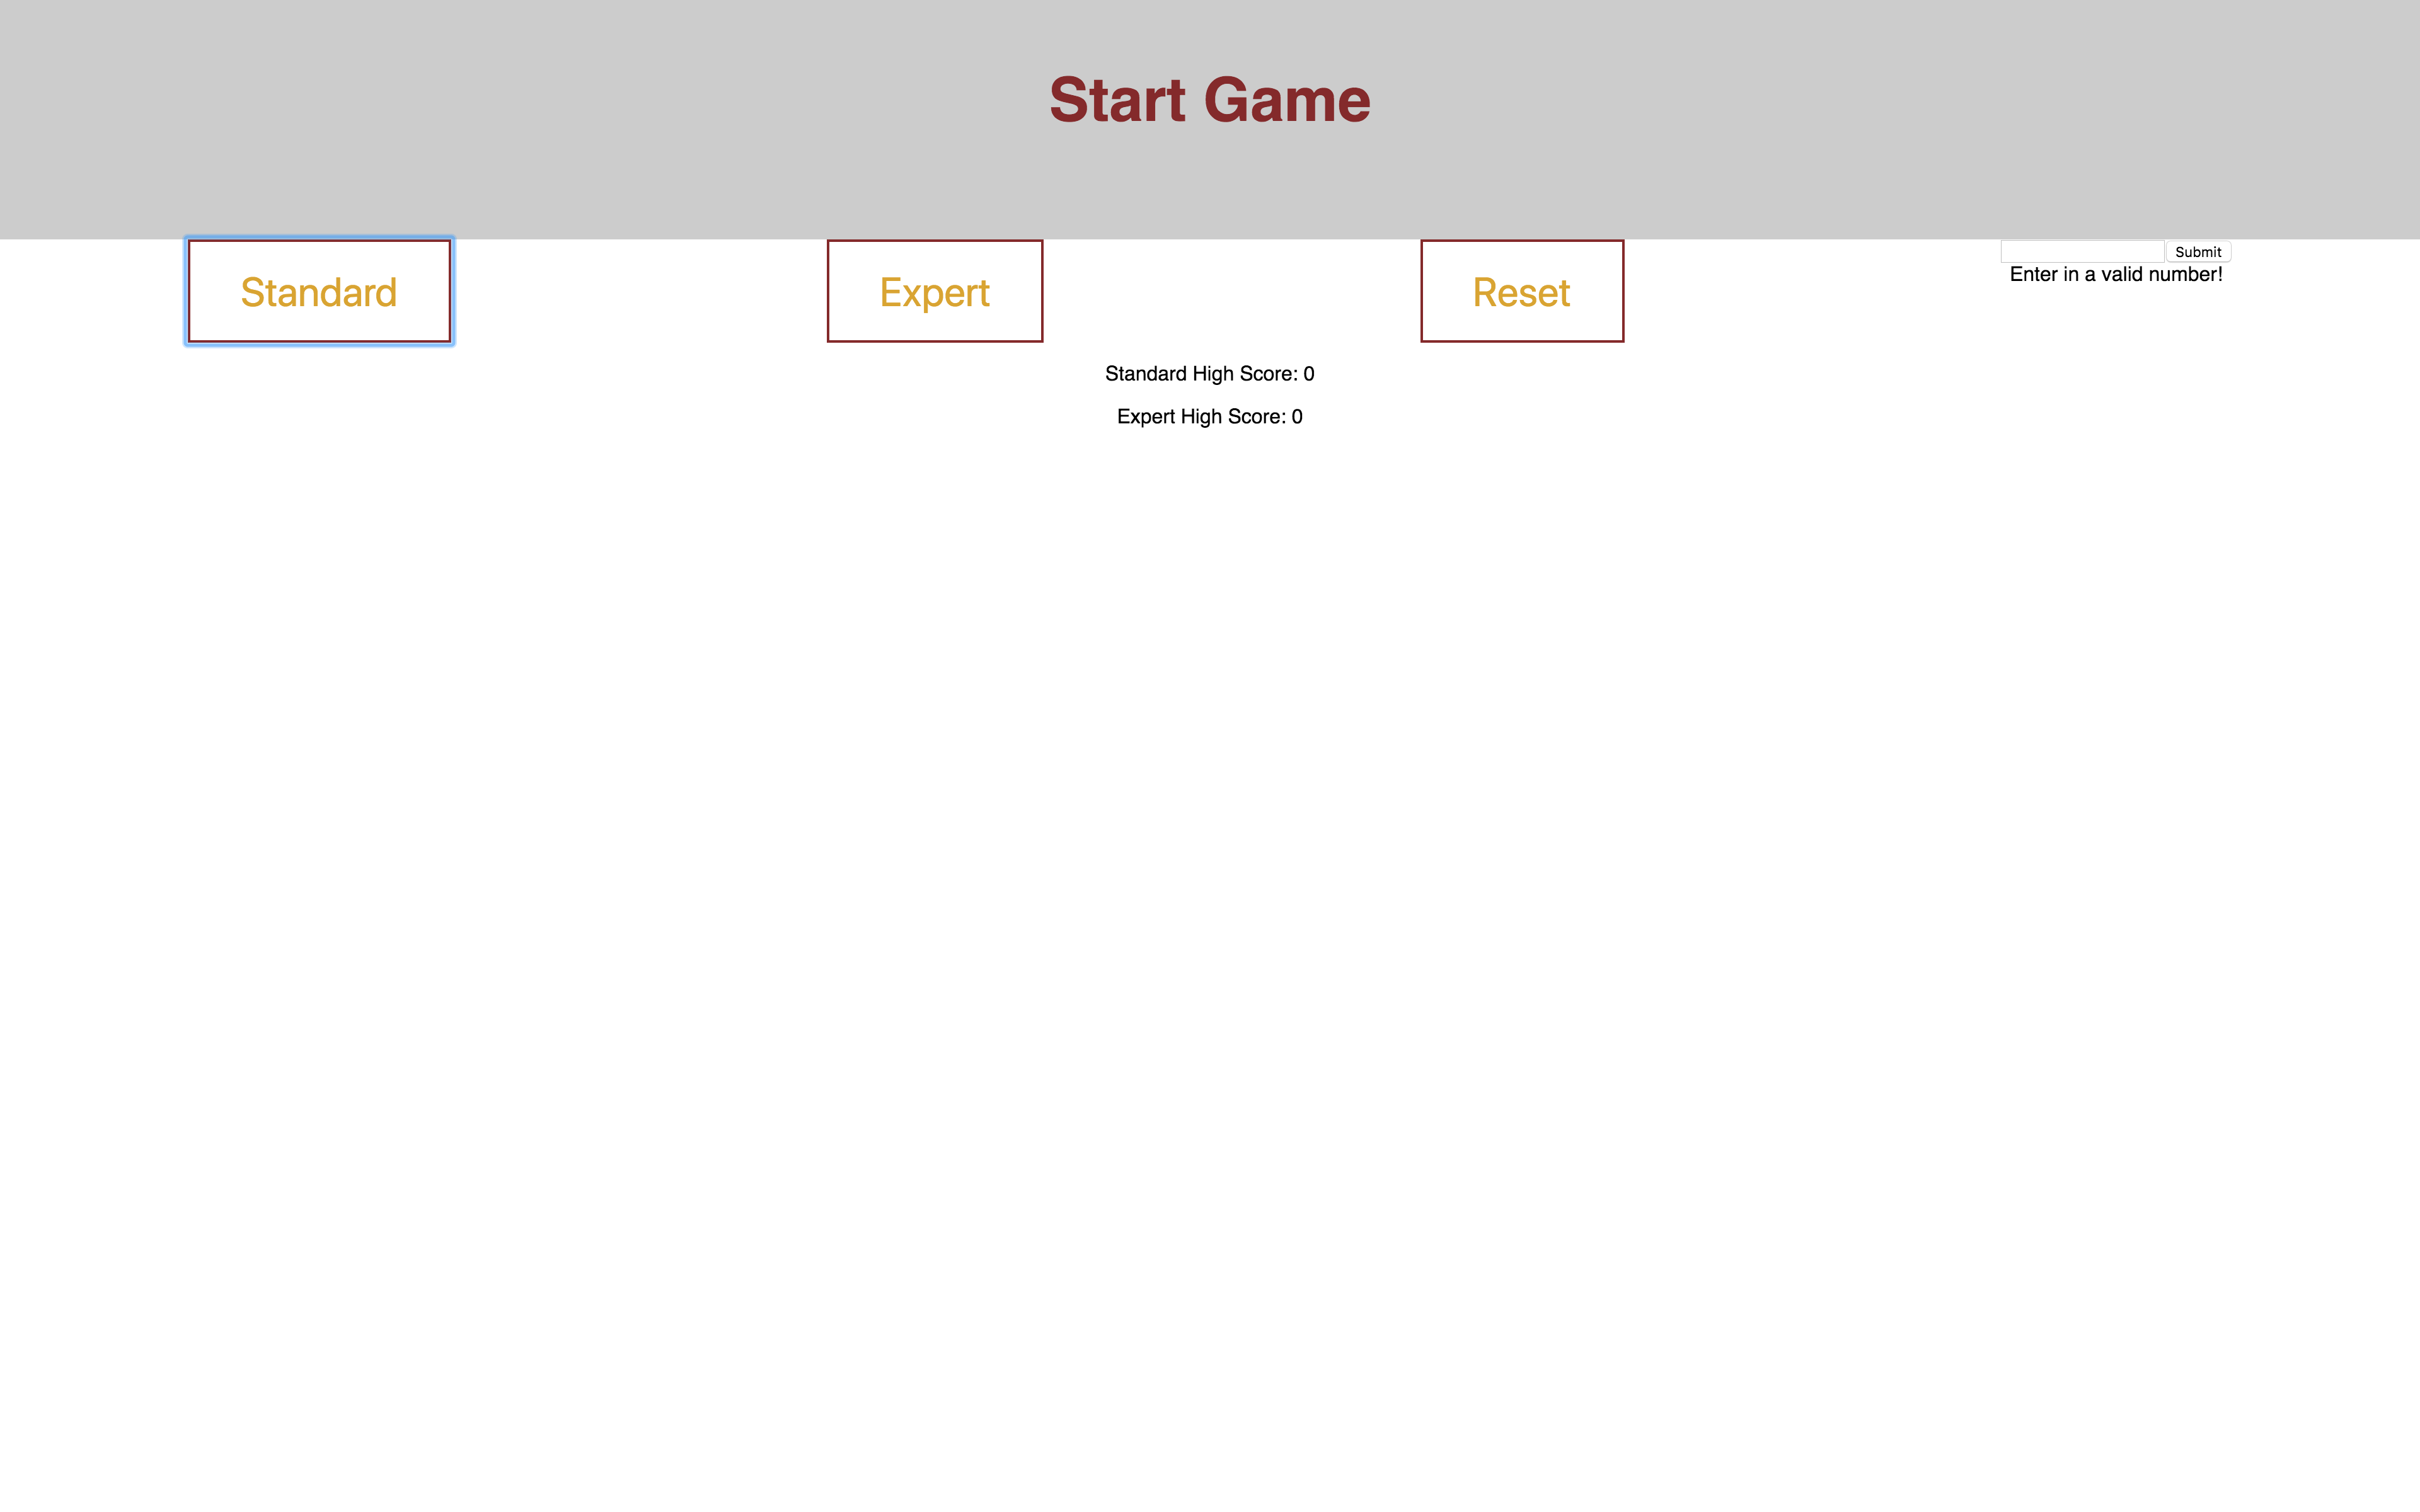 Start Game
Standard
Expert
Reset
Submit
Enter in a valid number!
Standard High Score: 0
Expert High Score: 0